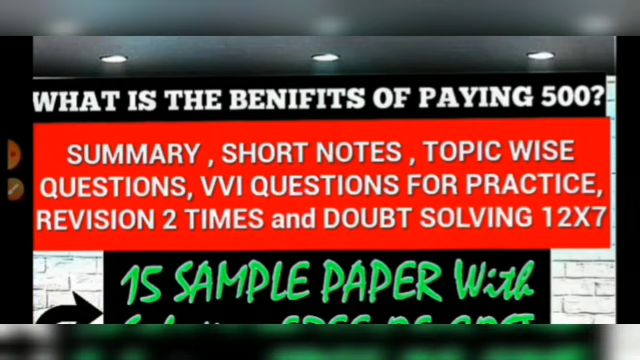 WHAT IS THE BENIFITS OF PAYING 500?
SUMMARY , SHORT NOTES , TOPIC WISE
QUESTIONS, VVI QUESTIONS FOR PRACTICE,
REVISION 2 TIMES and DOUBT SOLVING 12X7
15 SAMPLE PAPER With